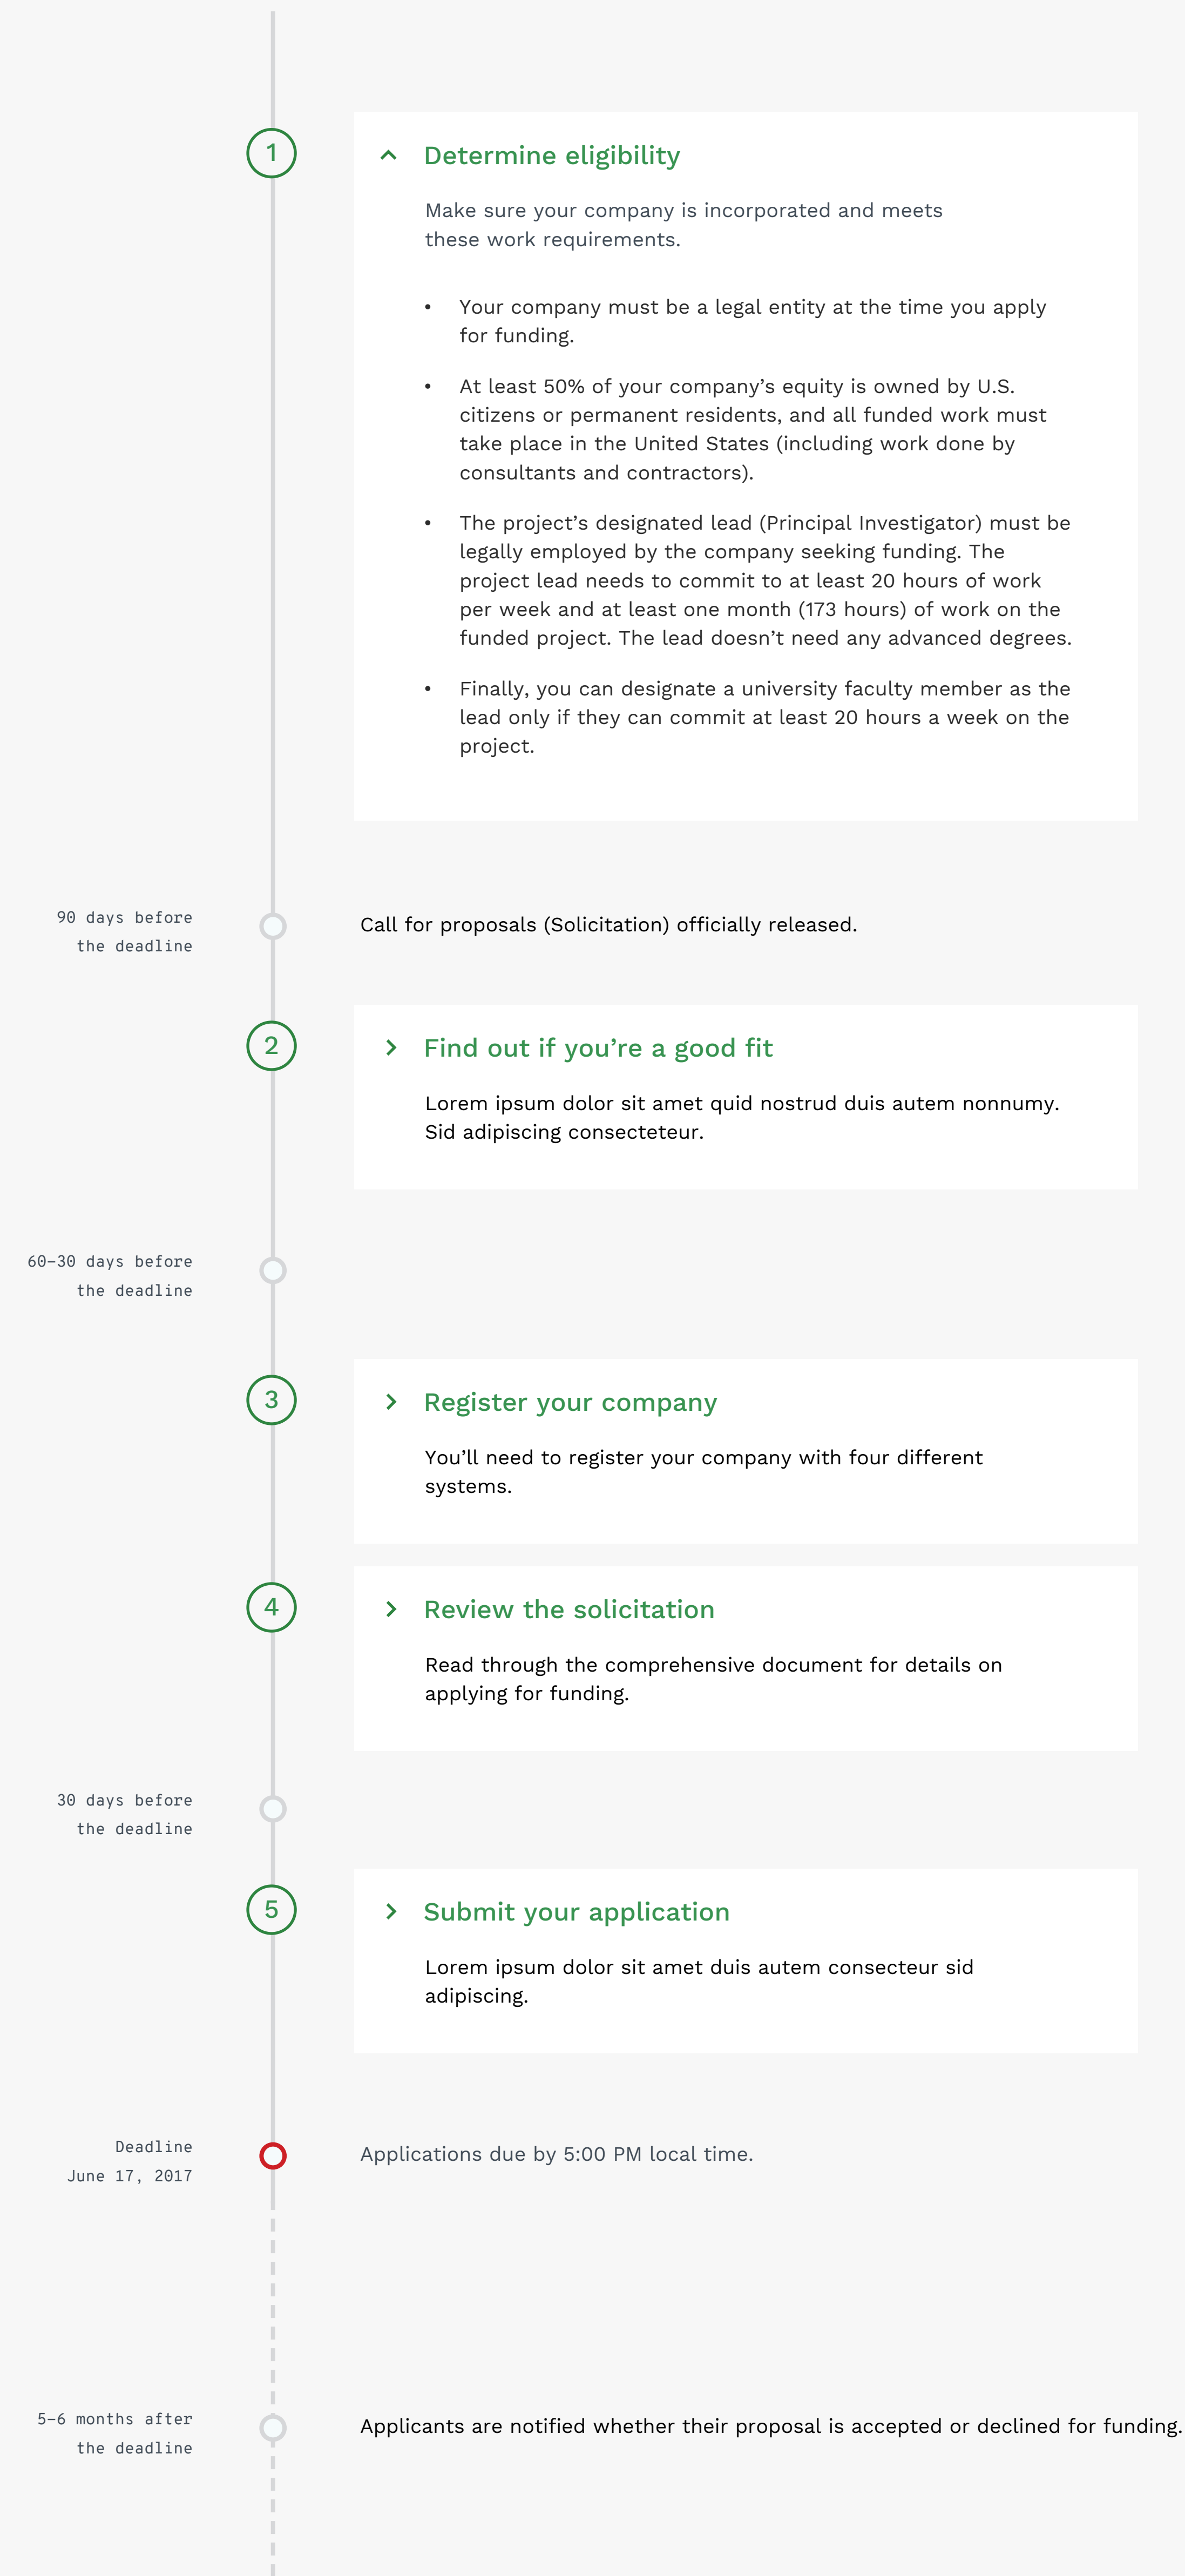 1
Determine eligibility
Make sure your company is incorporated and meets
these work requirements.
• Your company must be a legal entity at the time you apply
for funding.
• At least 50% of your company’s equity is owned by U.S.
citizens or permanent residents, and all funded work must
take place in the United States (including work done by
consultants and contractors).
• The project’s designated lead (Principal Investigator) must be
legally employed by the company seeking funding. The
project lead needs to commit to at least 20 hours of work
per week and at least one month (173 hours) of work on the
funded project. The lead doesn’t need any advanced degrees.
• Finally, you can designate a university faculty member as the
lead only if they can commit at least 20 hours a week on the
project.
90 days before
the deadline
Call for proposals (Solicitation) officially released.
2
Find out if you’re a good fit
Lorem ipsum dolor sit amet quid nostrud duis autem nonnumy.
Sid adipiscing consecteteur.
60–30 days before
the deadline
3
Register your company
You’ll need to register your company with four different
systems.
4
Review the solicitation
Read through the comprehensive document for details on
applying for funding.
30 days before
the deadline
5
Submit your application
Lorem ipsum dolor sit amet duis autem consecteur sid
adipiscing.
Deadline
June 17, 2017
Applications due by 5:00 PM local time.
5–6 months after
the deadline
Applicants are notified whether their proposal is accepted or declined for funding.